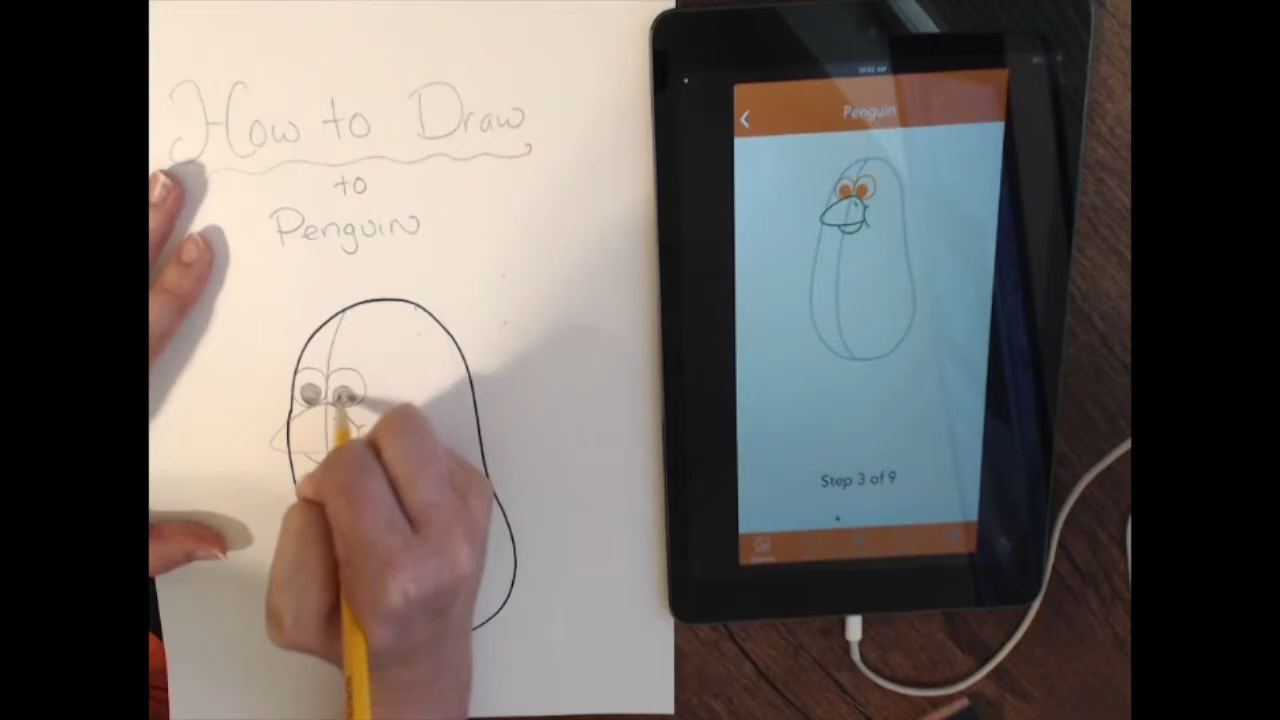 How to Draw
to
Penguin
Penguin
Step 3 of 9